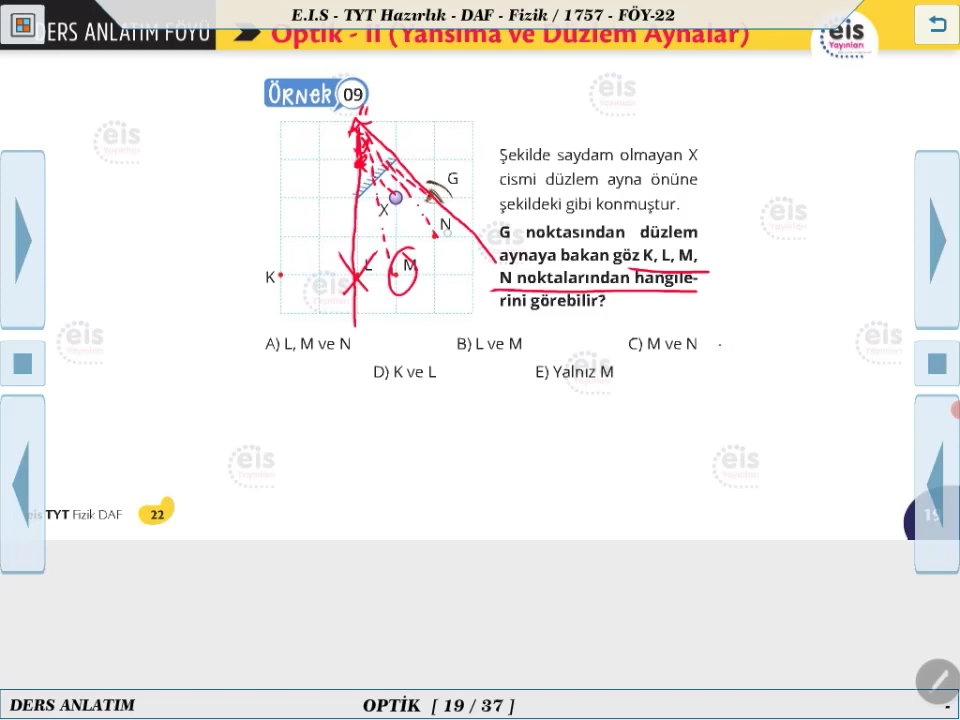 E.I.S - TYT Hazırlık - DAF - Fizik / 1757 - FÖY-22
DERS ANLATIM FÖYÜ
Optik - II (Yansıma ve Düzlem Aynalar)
eis
Yayınları
ÖRNEK 09
Şekilde saydam olmayan X
cismi düzlem ayna önüne
şekildeki gibi konmuştur.
G noktasından düzlem
aynaya bakan göz K, L, M,
N noktalarından hangile-
rini görebilir?
G
X
N
L
M
K
A) L, M ve N
B) L ve M
C) M ve N
D) K ve L
E) Yalnız M
eis TYT Fizik DAF
22
19
DERS ANLATIM
OPTİK [ 19 / 37 ]
-